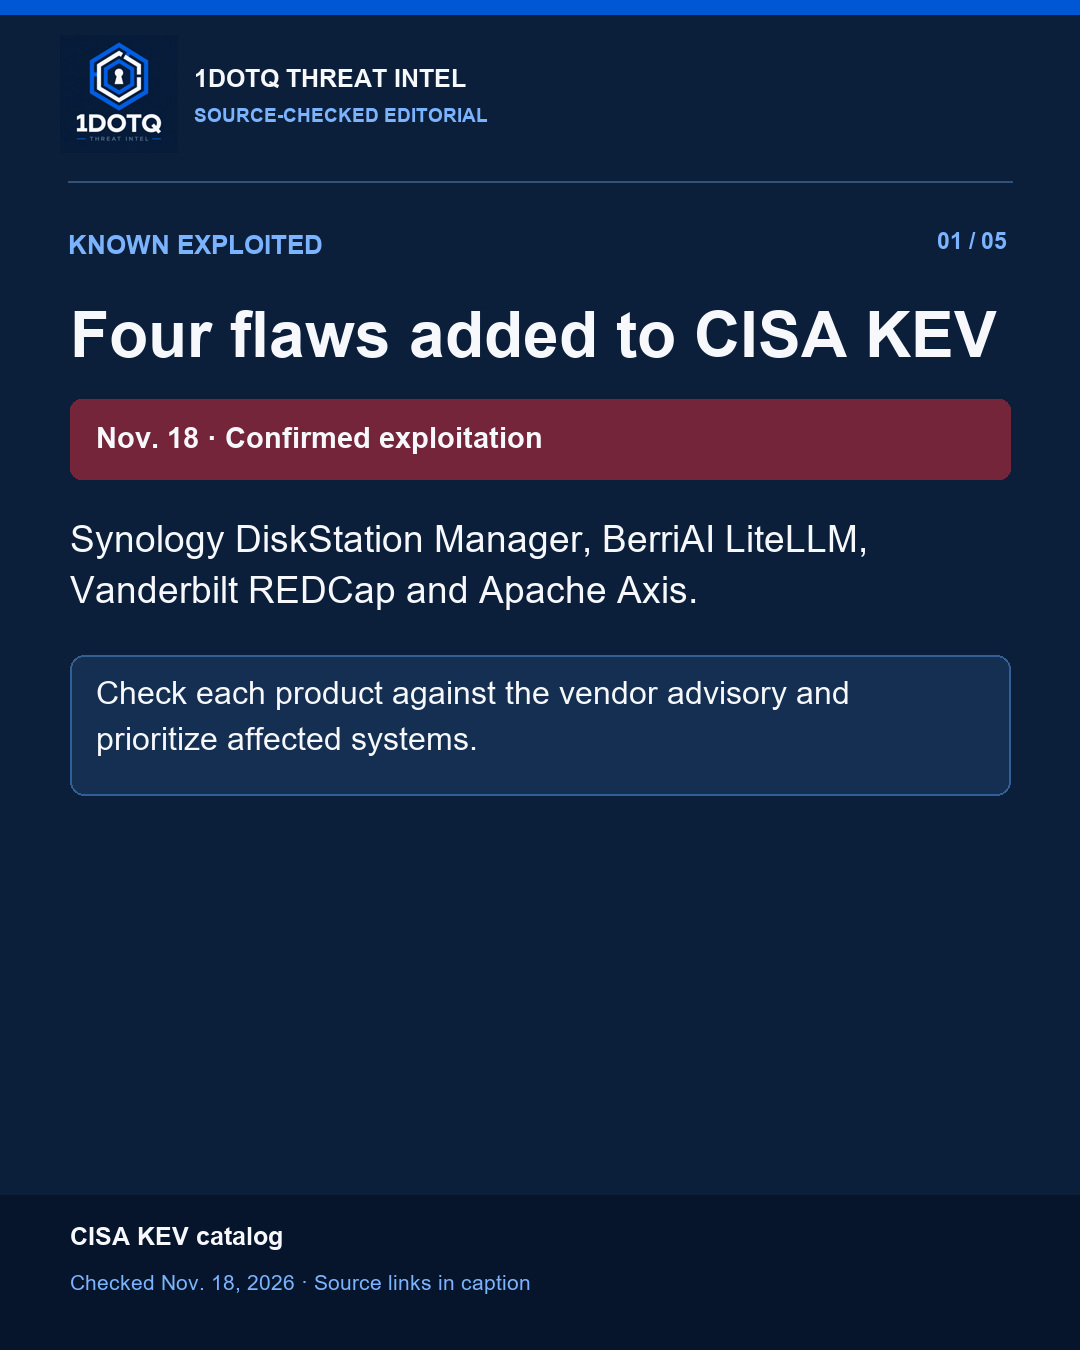 1DOTQ
THREAT INTEL
1DOTQ THREAT INTEL
SOURCE-CHECKED EDITORIAL
KNOWN EXPLOITED
01 / 05
Four flaws added to CISA KEV
Nov. 18 · Confirmed exploitation
Synology DiskStation Manager, BerriAI LiteLLM,
Vanderbilt REDCap and Apache Axis.
Check each product against the vendor advisory and
prioritize affected systems.
CISA KEV catalog
Checked Nov. 18, 2026 · Source links in caption